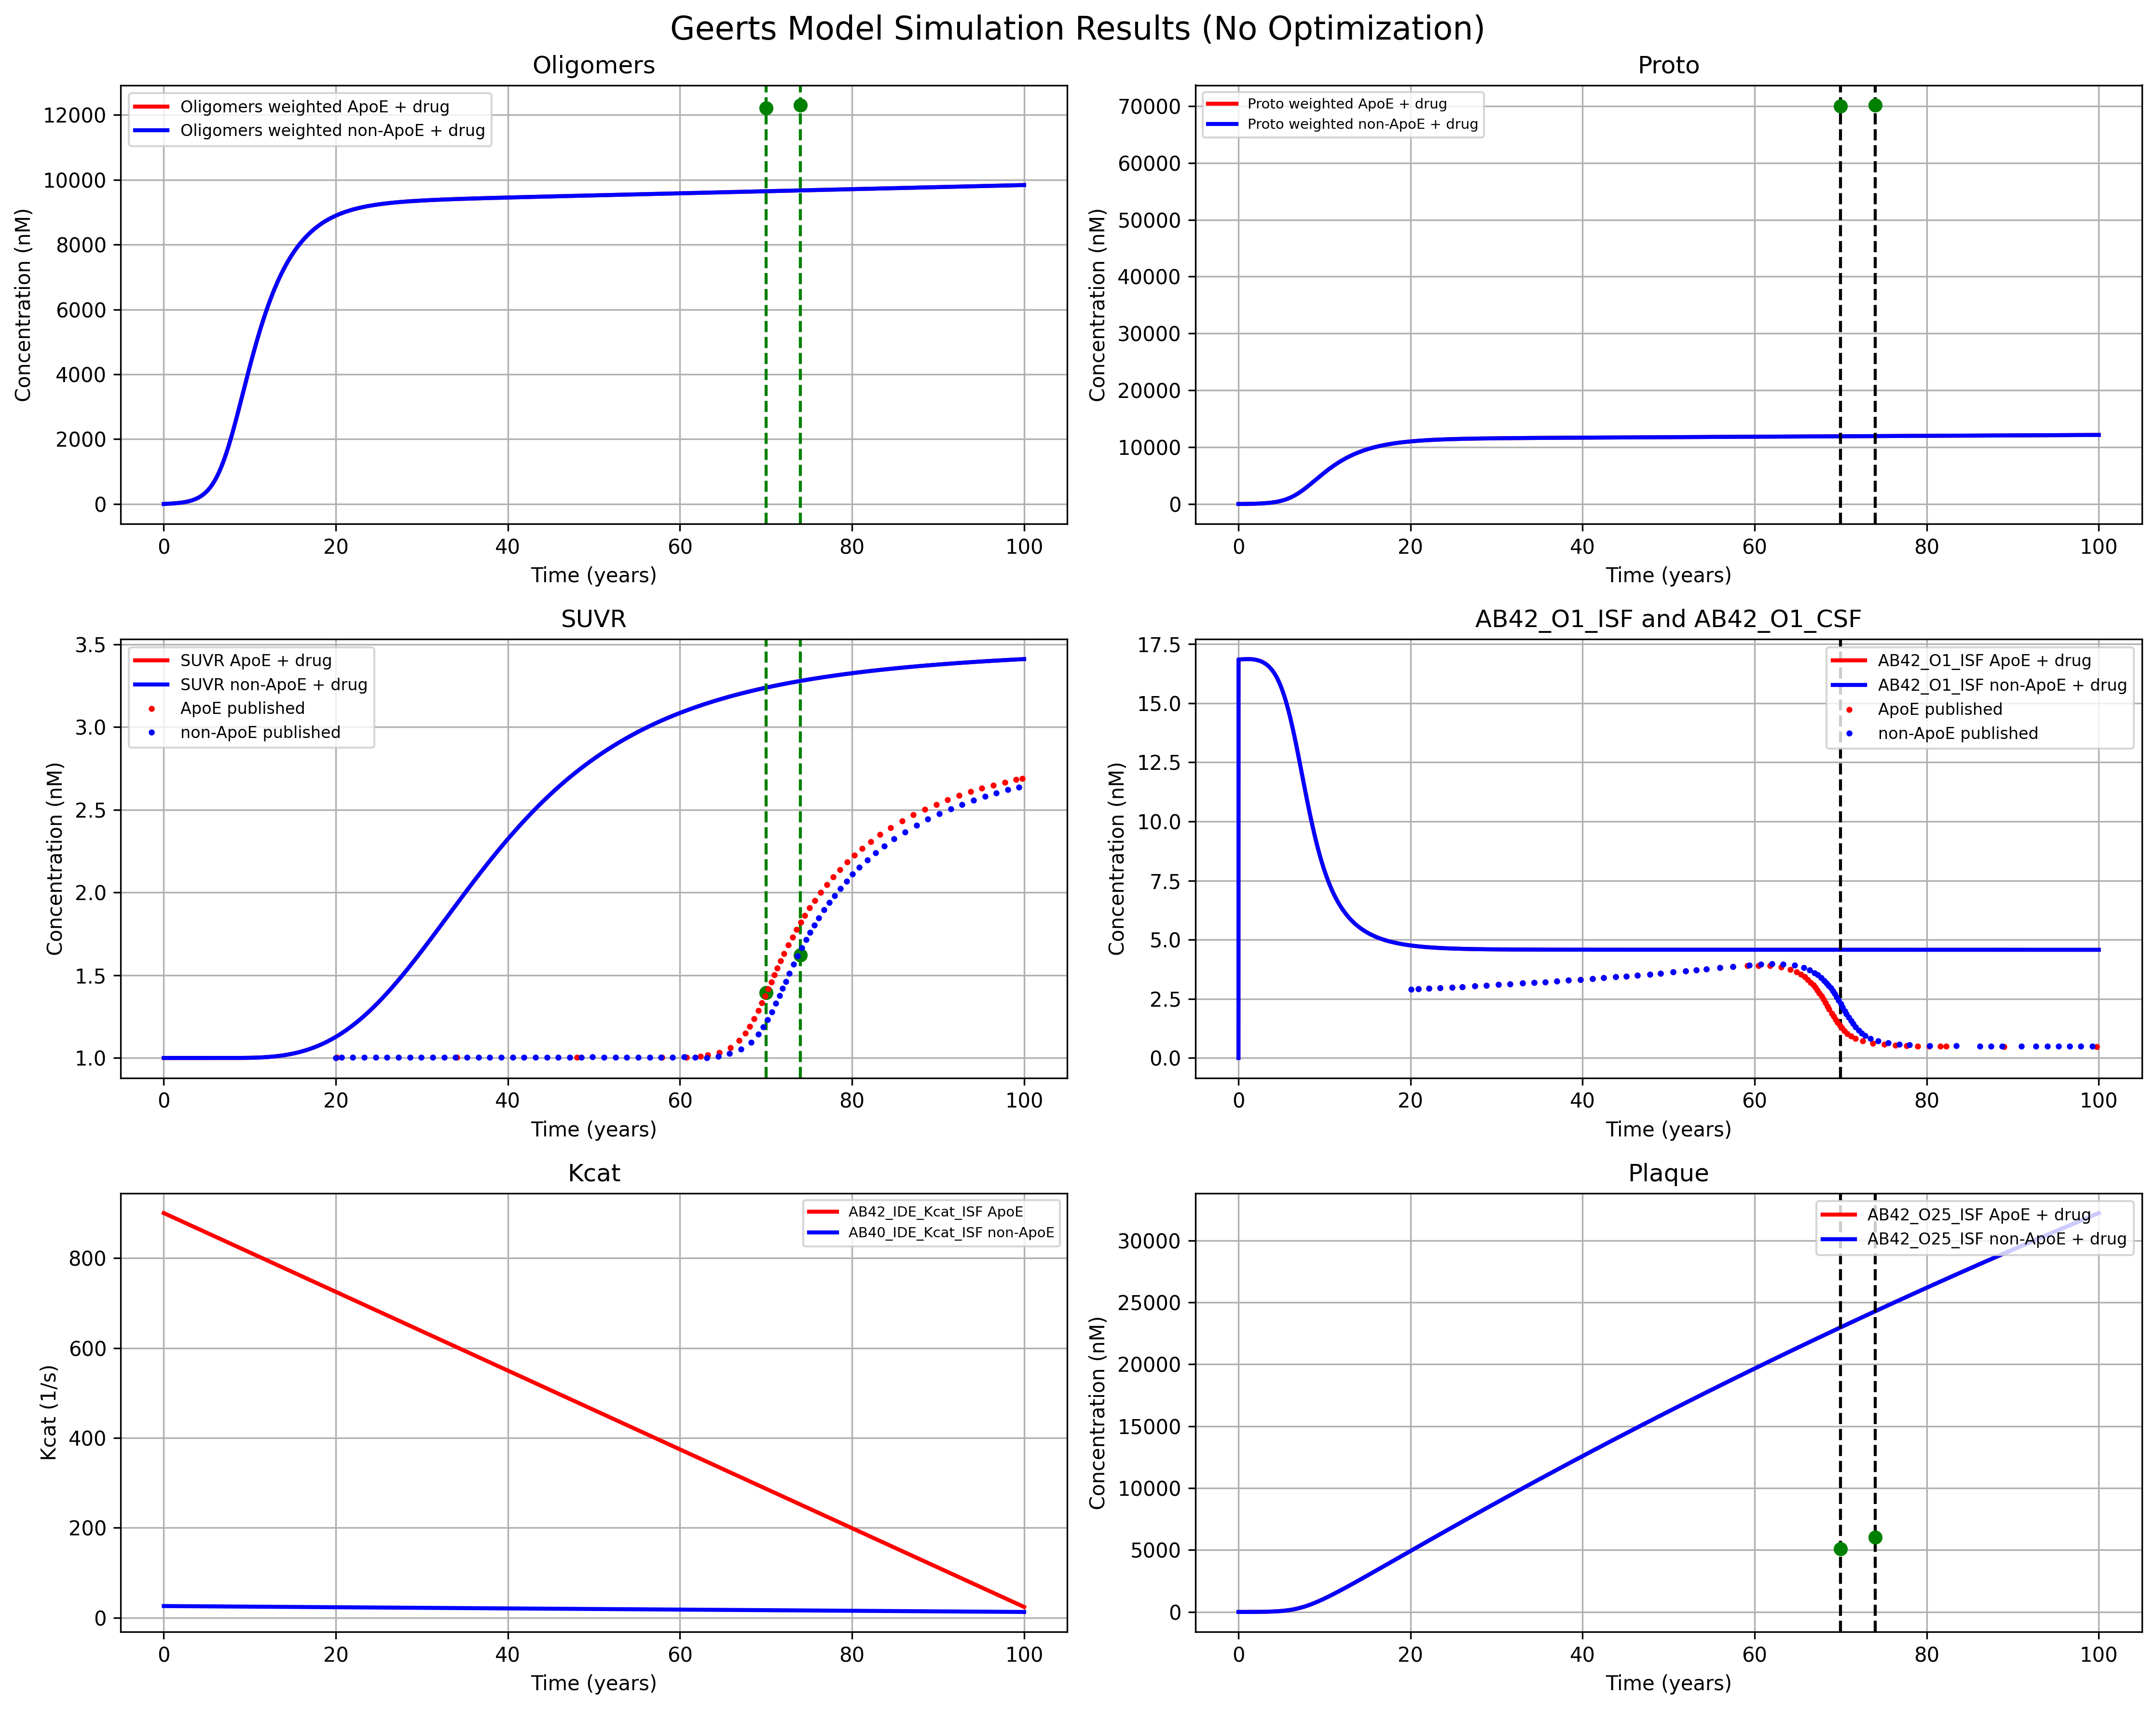 Geerts Model Simulation Results (No Optimization)
Oligomers
Oligomers weighted ApoE + drug
Oligomers weighted non-ApoE + drug
Concentration (nM)
12000
10000
8000
6000
4000
2000
0
0 20 40 60 80 100
Time (years)
Proto
Proto weighted ApoE + drug
Proto weighted non-ApoE + drug
Concentration (nM)
70000
60000
50000
40000
30000
20000
10000
0
0 20 40 60 80 100
Time (years)
SUVR
SUVR ApoE + drug
SUVR non-ApoE + drug
ApoE published
non-ApoE published
Concentration (nM)
3.5
3.0
2.5
2.0
1.5
1.0
0 20 40 60 80 100
Time (years)
AB42_O1_ISF and AB42_O1_CSF
AB42_O1_ISF ApoE + drug
AB42_O1_ISF non-ApoE + drug
ApoE published
non-ApoE published
Concentration (nM)
17.5
15.0
12.5
10.0
7.5
5.0
2.5
0.0
0 20 40 60 80 100
Time (years)
Kcat
AB42_IDE_Kcat_ISF ApoE
AB40_IDE_Kcat_ISF non-ApoE
Kcat (1/s)
800
600
400
200
0
0 20 40 60 80 100
Time (years)
Plaque
AB42_O25_ISF ApoE + drug
AB42_O25_ISF non-ApoE + drug
Concentration (nM)
30000
25000
20000
15000
10000
5000
0
0 20 40 60 80 100
Time (years)